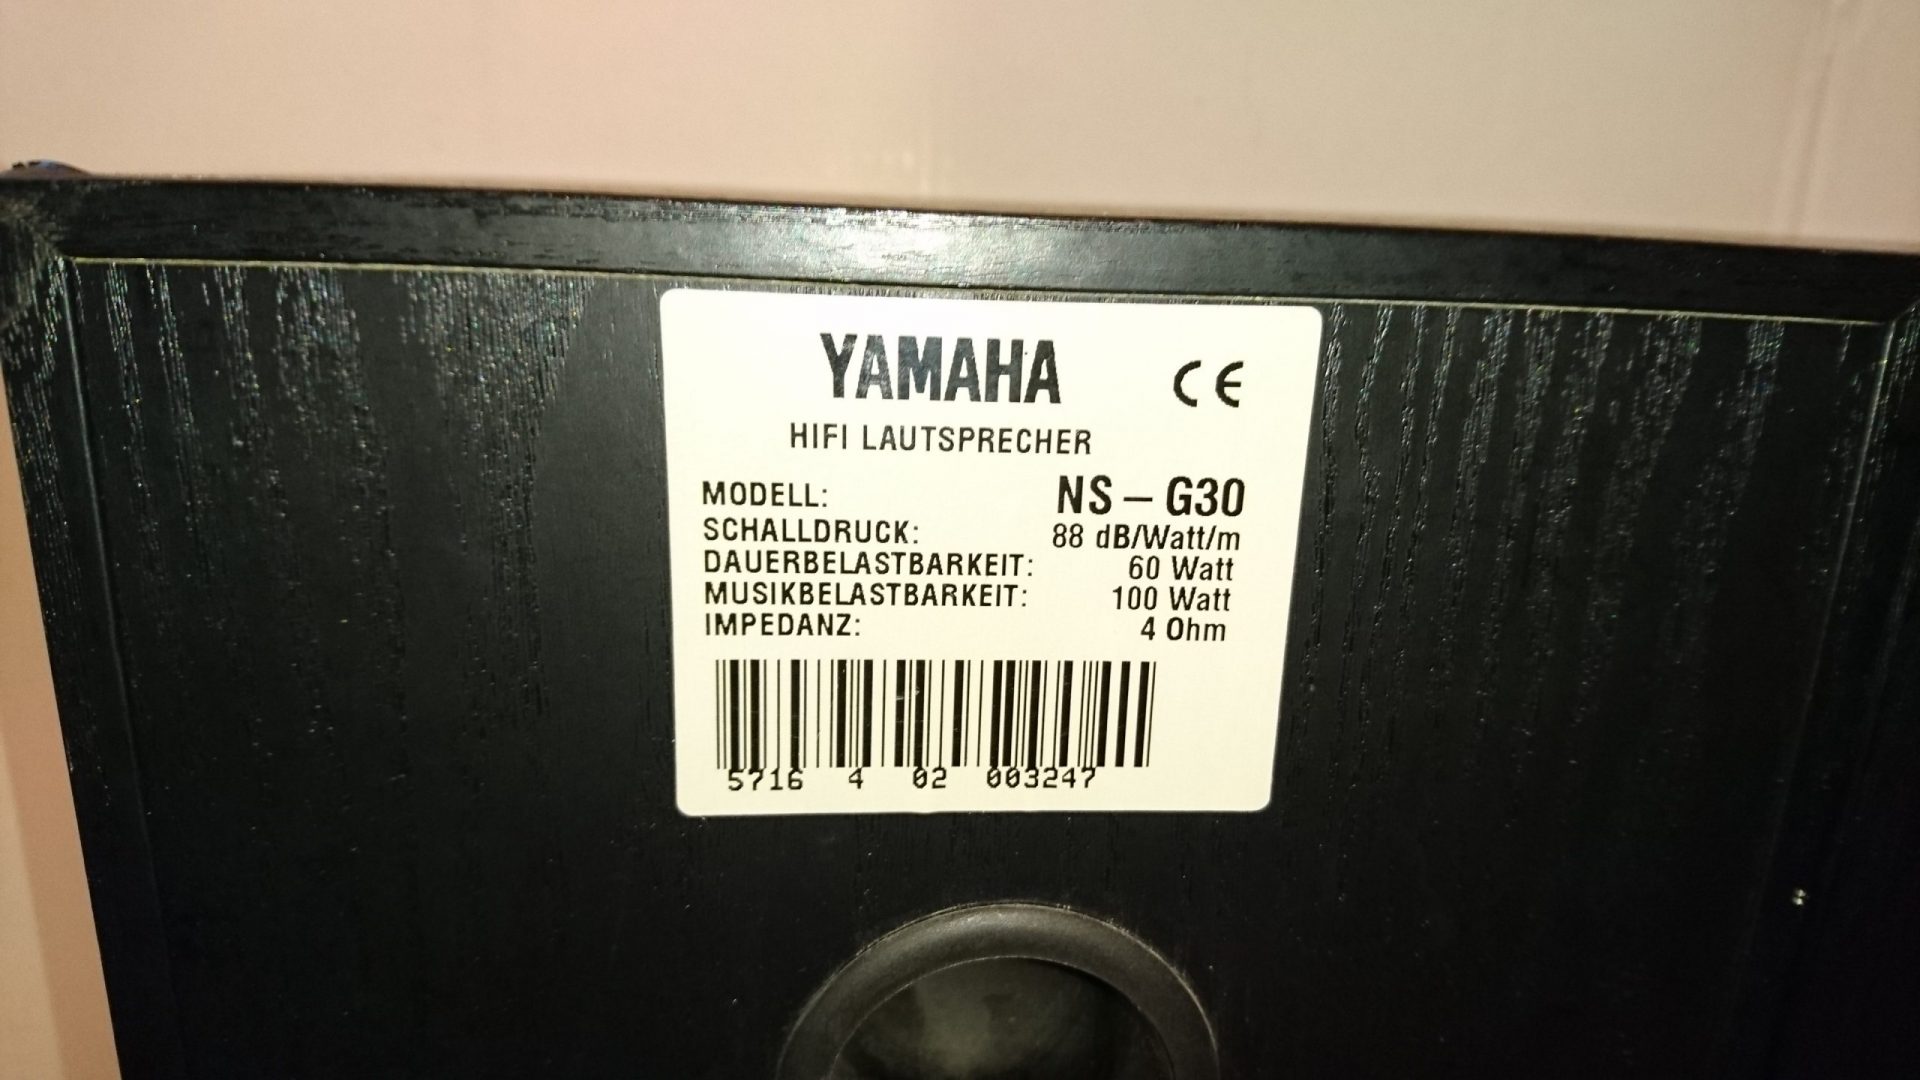 YAMAHA CE
HIFI LAUTSPRECHER
MODELL: NS – G30
SCHALLDRUCK: 88 dB/Watt/m
DAUERBELASTBARKEIT: 60 Watt
MUSIKBELASTBARKEIT: 100 Watt
IMPEDANZ: 4 Ohm
5716 4 02 003247